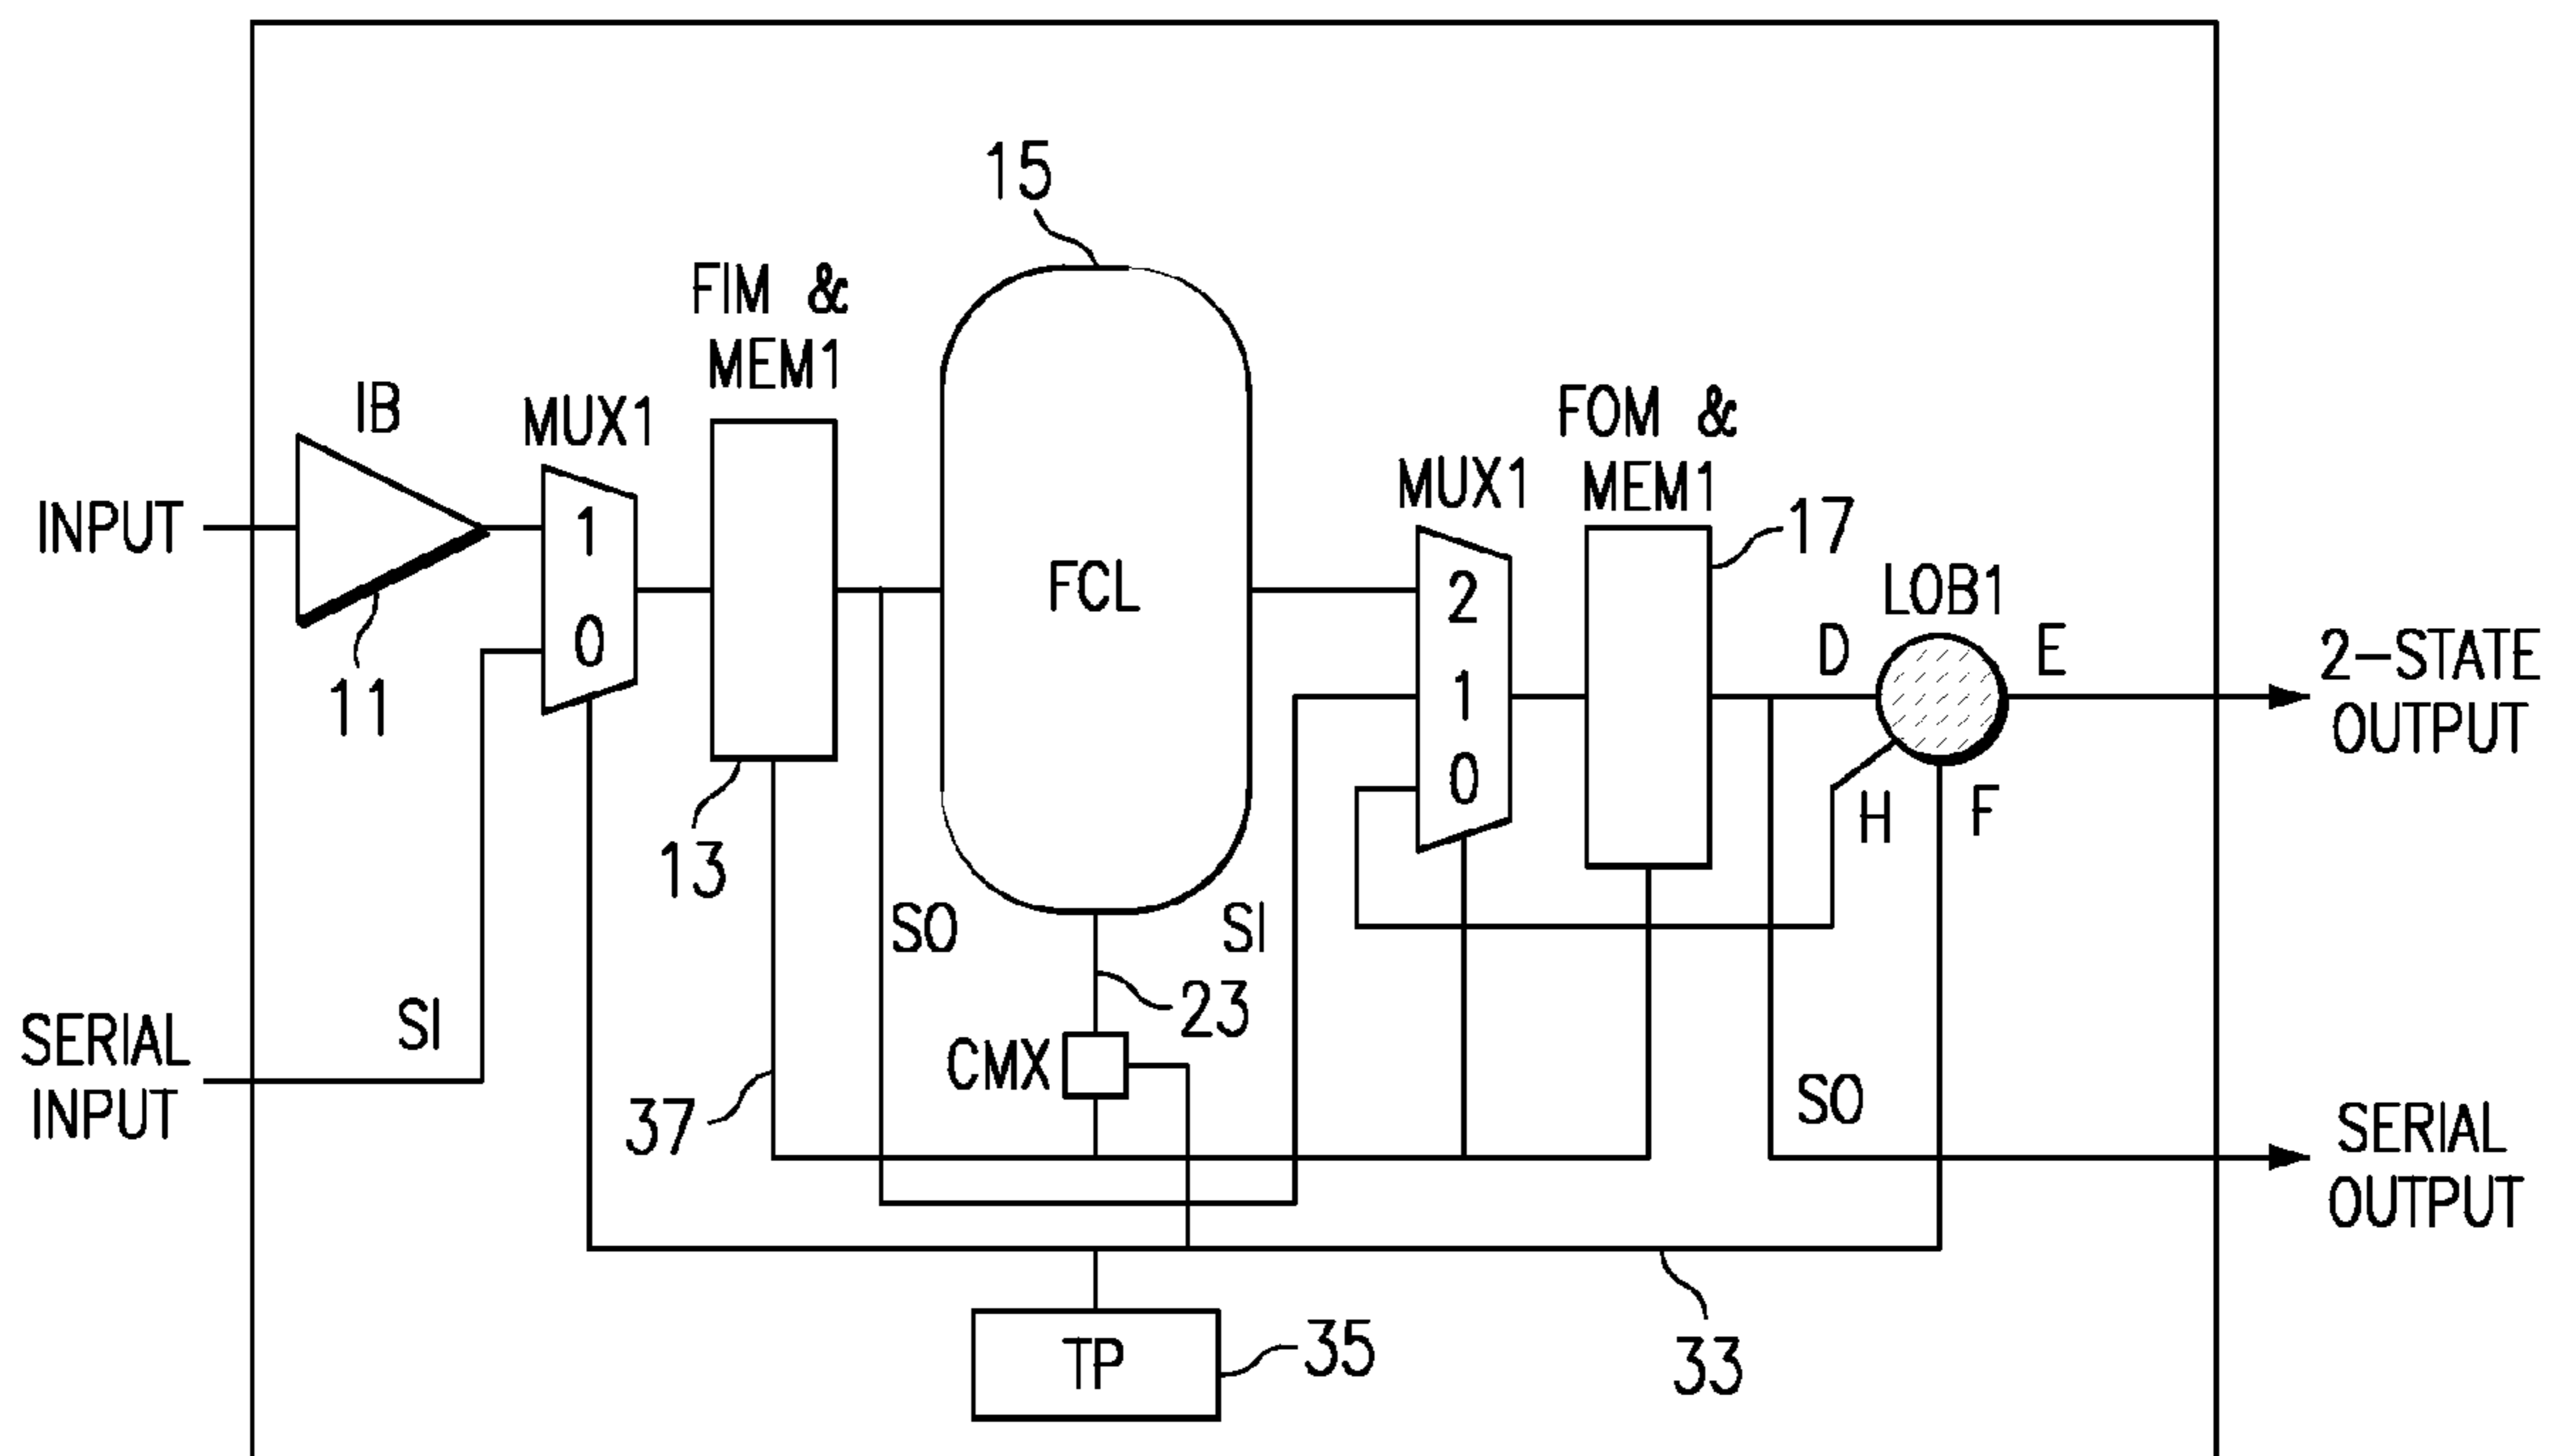 15
FIM &
MEM1
IB
MUX1
FOM &
MEM1
MUX1
17
INPUT
1
0
FCL
2
1
0
LOB1
D
E
2-STATE
OUTPUT
11
13
H
F
SO
SI
23
SI
SERIAL
INPUT
CMX
37
SO
SERIAL
OUTPUT
TP
35
33